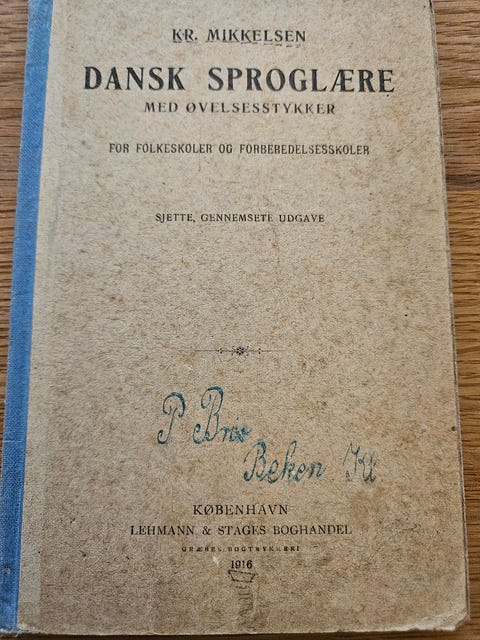 KR. MIKKELSEN
DANSK SPROGLÆRE
MED ØVELSESSTYKKER
FOR FOLKESKOLER OG FORBEREDELSESSKOLER
SJETTE, GENNEMSETE UDGAVE
P
Beken
KØBENHAVN
LEHMANN & STAGES BOGHANDEL
GRÆBES BOGTRYKKERI
1916